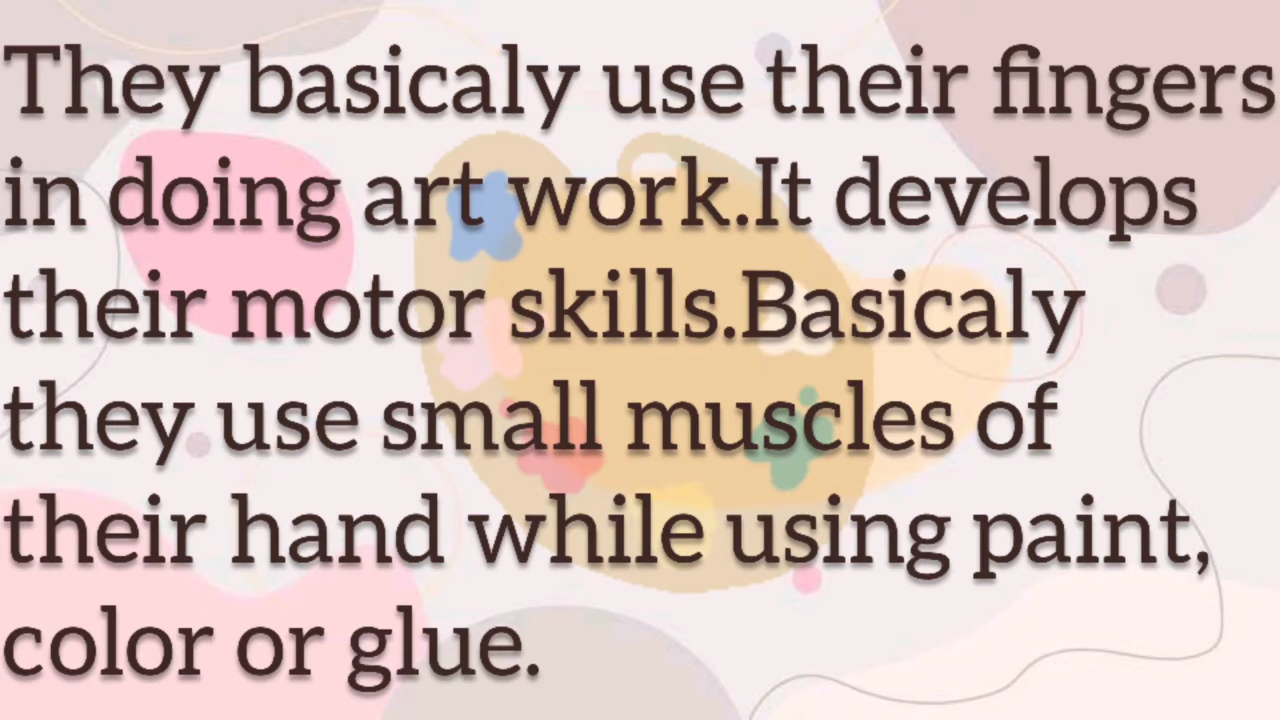 They basicaly use their fingers
in doing art work.It develops
their motor skills.Basicaly
they use small muscles of
their hand while using paint,
color or glue.